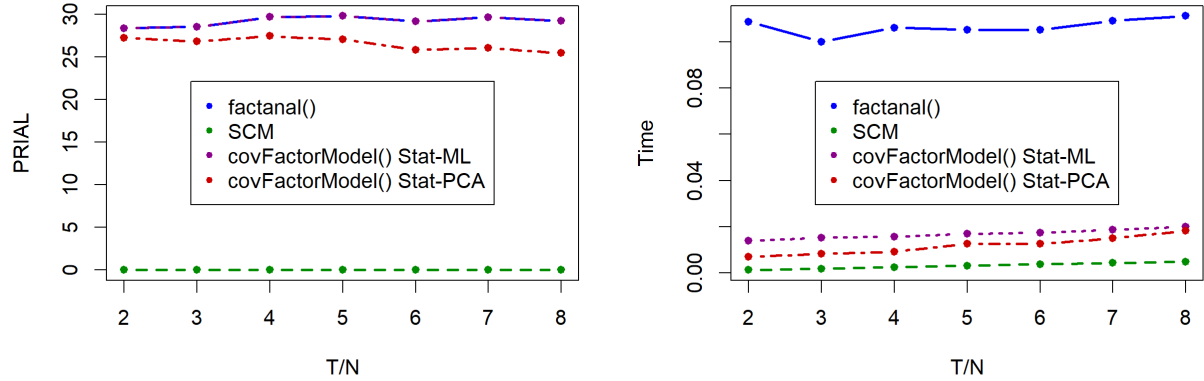 30
25
20
15
10
5
0
PRIAL
factanal()
SCM
covFactorModel() Stat-ML
covFactorModel() Stat-PCA
2 3 4 5 6 7 8
T/N
0.08
0.04
0.00
Time
factanal()
SCM
covFactorModel() Stat-ML
covFactorModel() Stat-PCA
2 3 4 5 6 7 8
T/N